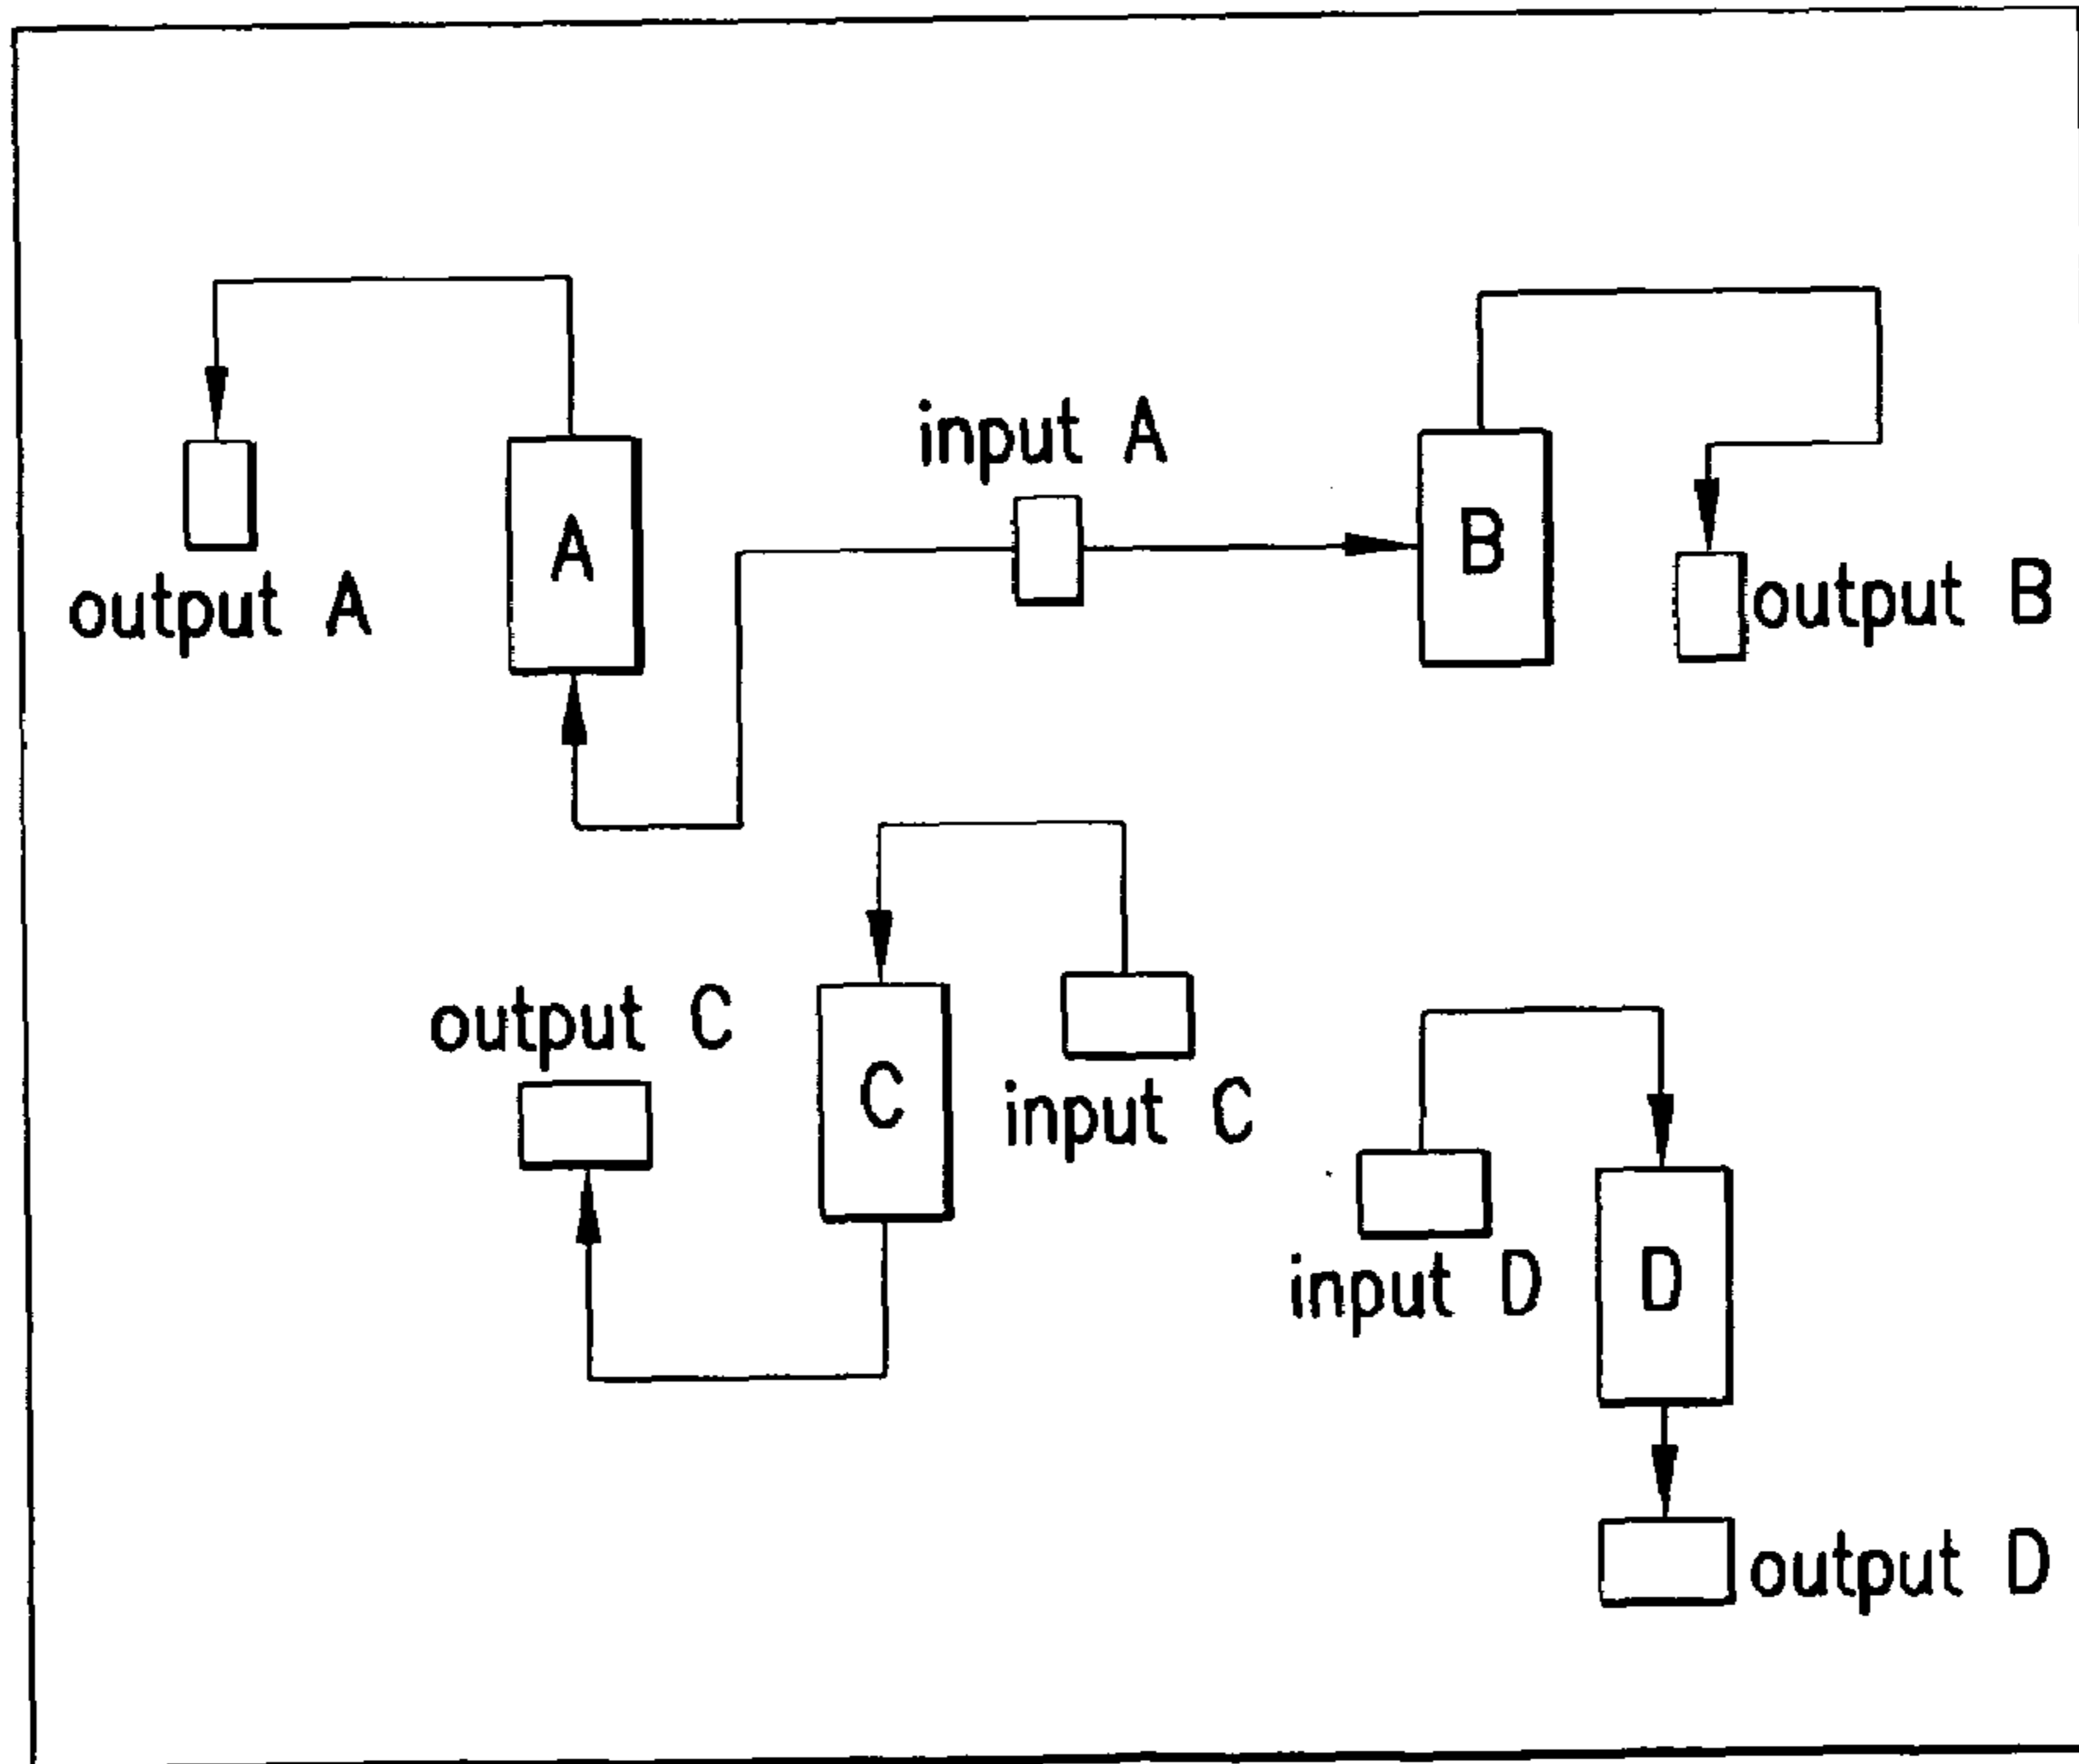 input A
A
B
output A
output B
output C
C
input C
input D
D
output D